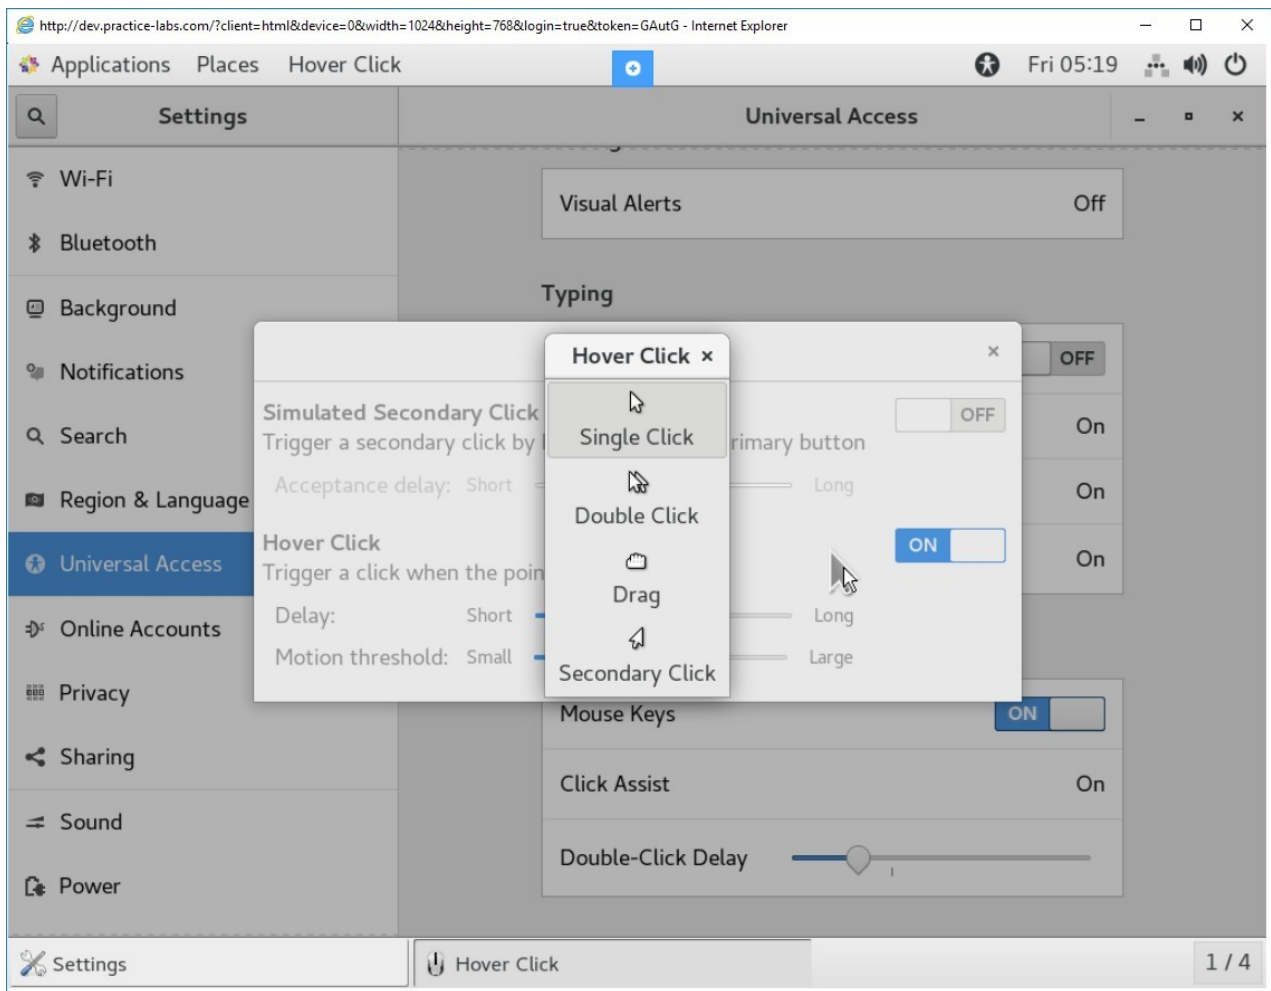 http://dev.practice-labs.com/?client=html&device=0&width=1024&height=768&login=true&token=GAutG - Internet Explorer
Applications Places Hover Click Fri 05:19
Settings
Universal Access
Wi-Fi
Bluetooth
Background
Notifications
Search
Region & Language
Universal Access
Online Accounts
Privacy
Sharing
Sound
Power
Visual Alerts Off
Typing
OFF
On
On
On
Simulated Secondary Click OFF
Trigger a secondary click by rimary button
Acceptance delay: Short Long
Hover Click ON
Trigger a click when the poin
Delay: Short Long
Motion threshold: Small Large
Hover Click ×
Single Click
Double Click
Drag
Secondary Click
Mouse Keys ON
Click Assist On
Double-Click Delay
Settings
Hover Click
1 / 4